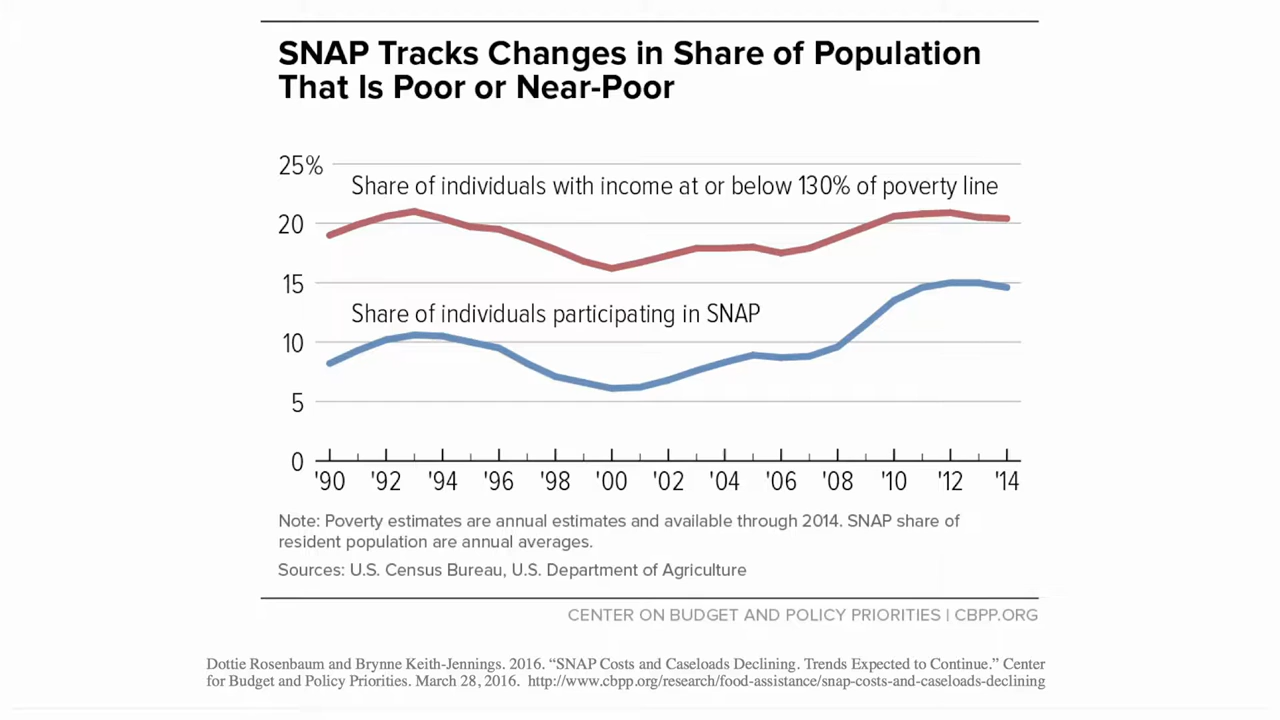 SNAP Tracks Changes in Share of Population
That Is Poor or Near-Poor
25%
Share of individuals with income at or below 130% of poverty line
20
15
Share of individuals participating in SNAP
10
5
0
'90 '92 '94 '96 '98 '00 '02 '04 '06 '08 '10 '12 '14
Note: Poverty estimates are annual estimates and available through 2014. SNAP share of
resident population are annual averages.
Sources: U.S. Census Bureau, U.S. Department of Agriculture
CENTER ON BUDGET AND POLICY PRIORITIES | CBPP.ORG
Dottie Rosenbaum and Brynne Keith-Jennings. 2016. “SNAP Costs and Caseloads Declining. Trends Expected to Continue.” Center
for Budget and Policy Priorities. March 28, 2016. http://www.cbpp.org/research/food-assistance/snap-costs-and-caseloads-declining